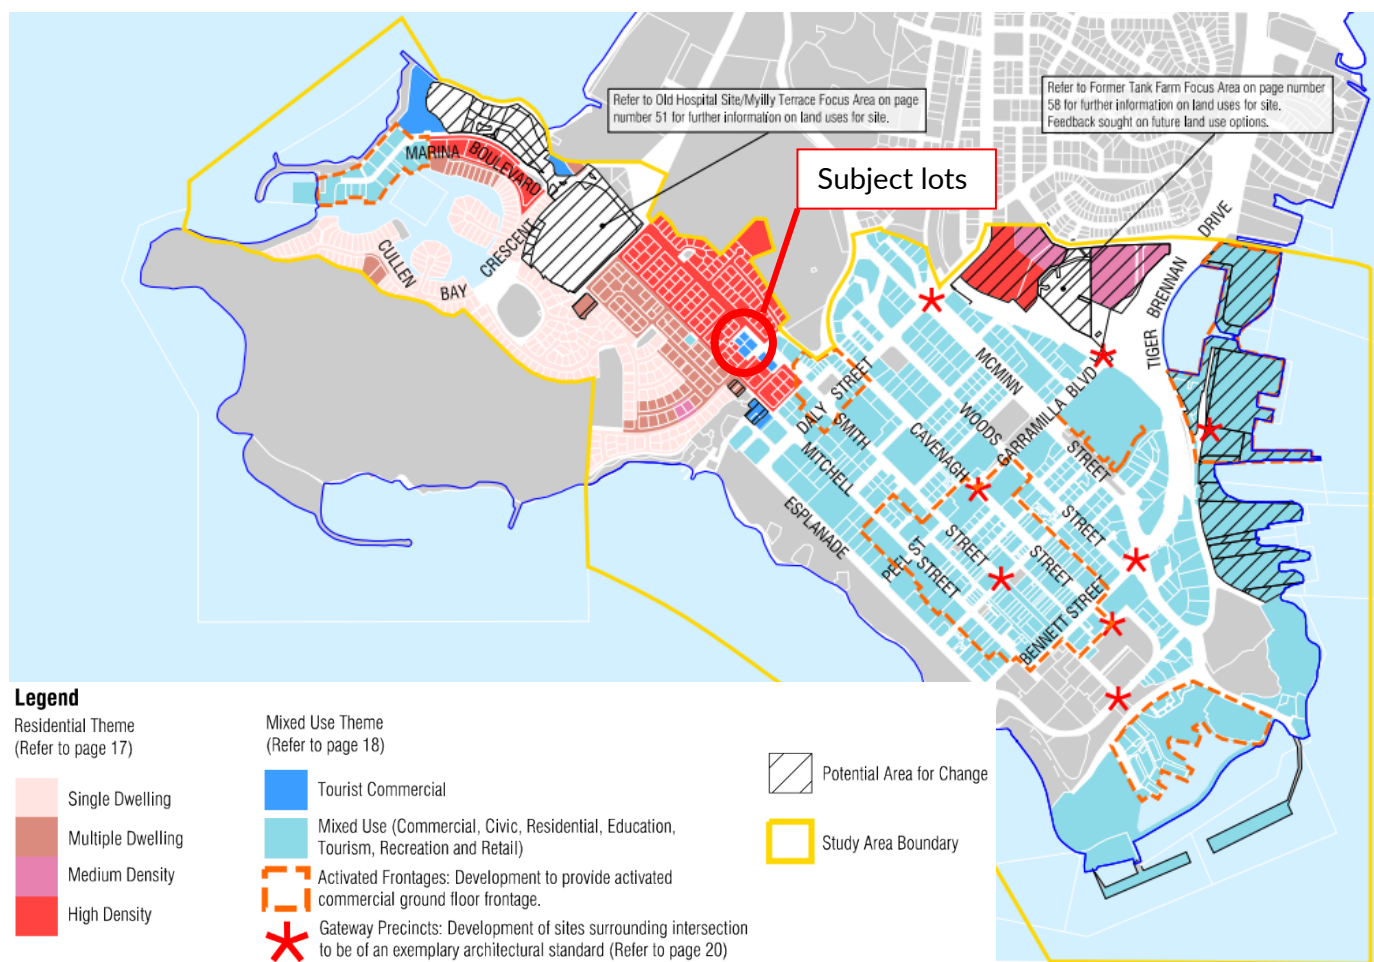 Refer to Old Hospital Site/Myilly Terrace Focus Area on page
number 51 for further information on land uses for site.
Refer to Former Tank Farm Focus Area on page number
58 for further information on land uses for site.
Feedback sought on future land use options.
Subject lots
MARINA BOULEVARD
CRESCENT
CULLEN
BAY
DRIVE
TIGER BRENNAN
MCMINN
DALY STREET
SMITH
WOODS
GARRAMILLA BLVD
CAVENAGH
MITCHELL
STREET
ESPLANADE
STREET
PEEL ST
STREET
STREET
STREET
BENNETT STREET
Legend
Residential Theme
(Refer to page 17)
Single Dwelling
Multiple Dwelling
Medium Density
High Density
Mixed Use Theme
(Refer to page 18)
Tourist Commercial
Mixed Use (Commercial, Civic, Residential, Education,
Tourism, Recreation and Retail)
Activated Frontages: Development to provide activated
commercial ground floor frontage.
Gateway Precincts: Development of sites surrounding intersection
to be of an exemplary architectural standard (Refer to page 20)
Potential Area for Change
Study Area Boundary